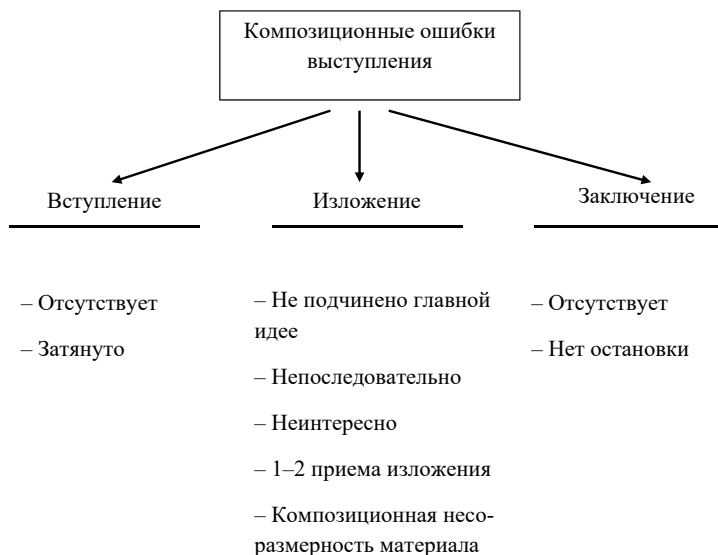 Композиционные ошибки
выступления
Вступление
– Отсутствует
– Затянуто
Изложение
– Не подчинено главной
идее
– Непоследовательно
– Неинтересно
– 1–2 приема изложения
– Композиционная несо-
размерность материала
Заключение
– Отсутствует
– Нет остановки